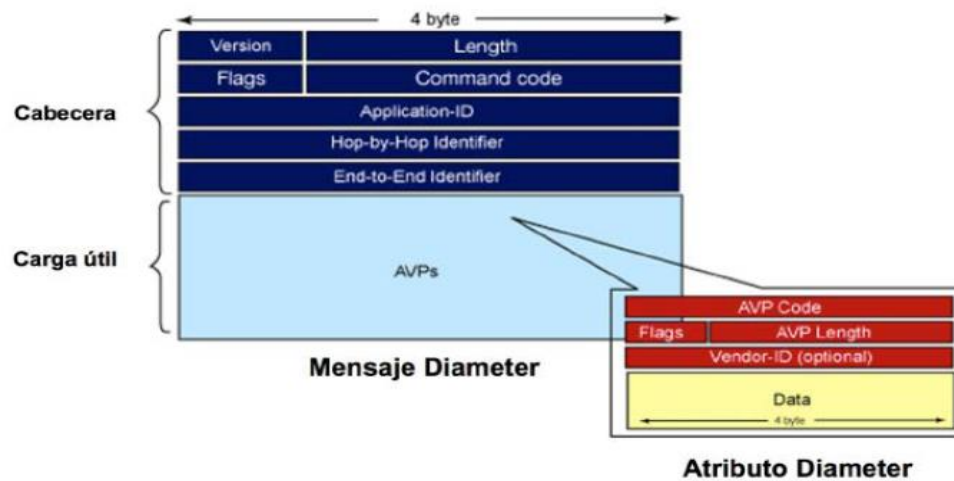 4 byte
Version Length
Flags Command code
Cabecera
Application-ID
Hop-by-Hop Identifier
End-to-End Identifier
Carga útil
AVPs
Mensaje Diameter
AVP Code
Flags AVP Length
Vendor-ID (optional)
Data
4 byte
Atributo Diameter